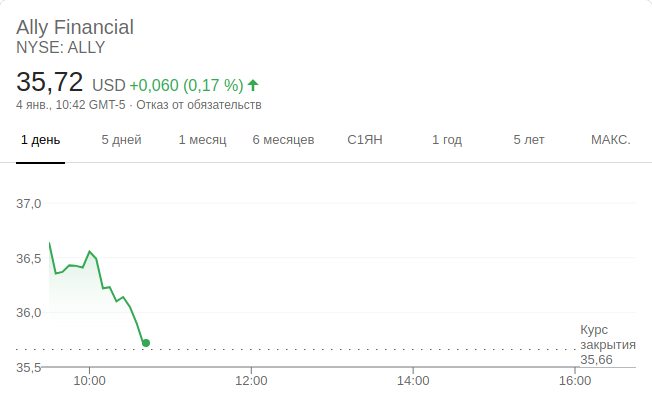 Ally Financial
NYSE: ALLY
35,72 USD +0,060 (0,17 %)
4 янв., 10:42 GMT-5 · Отказ от обязательств
1 день 5 дней 1 месяц 6 месяцев С1ЯН 1 год 5 лет МАКС.
37,0
36,5
36,0
Курс
закрытия
35,66
35,5
10:00 12:00 14:00 16:00